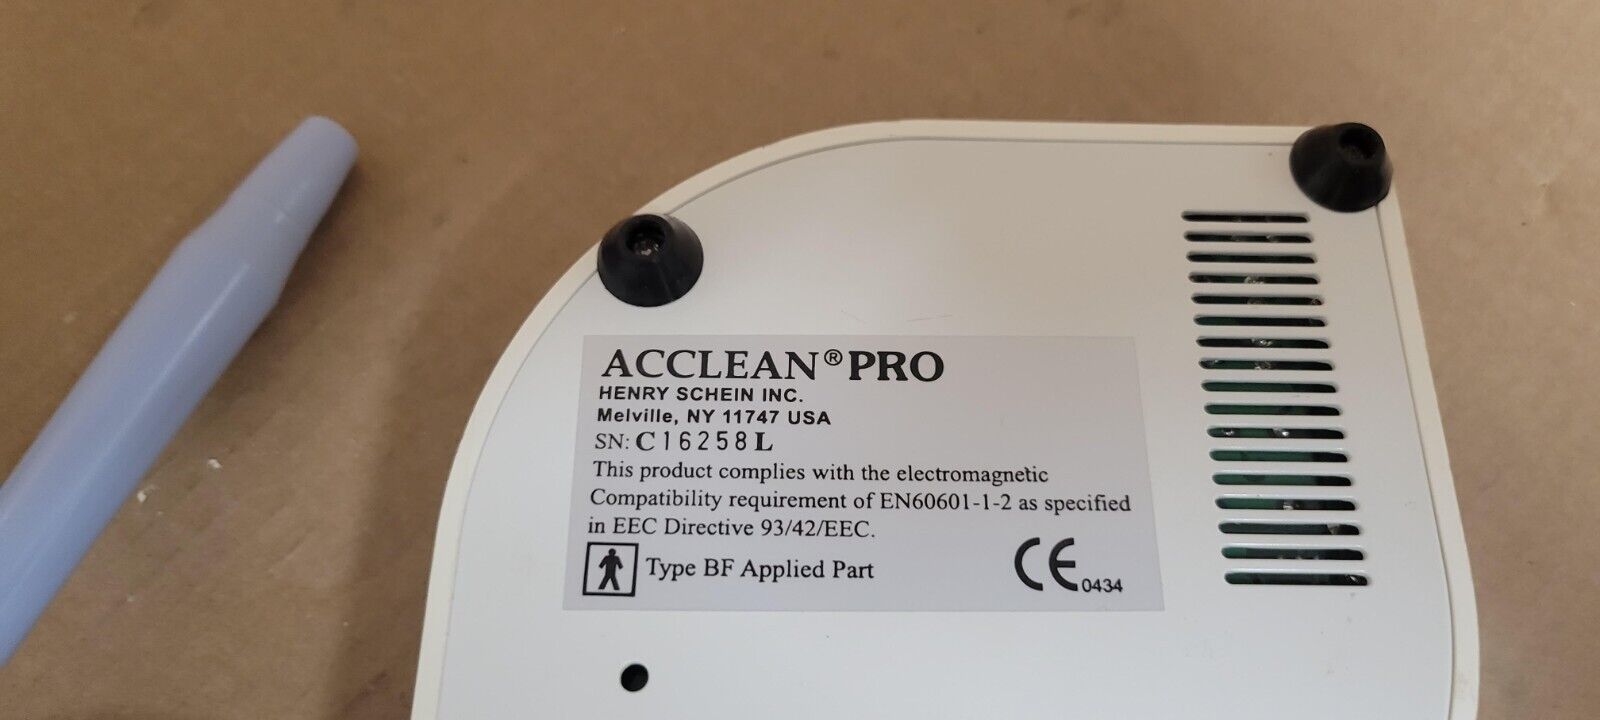 ACCLEAN® PRO
HENRY SCHEIN INC.
Melville, NY 11747 USA
SN: C16258L
This product complies with the electromagnetic
Compatibility requirement of EN60601-1-2 as specified
in EEC Directive 93/42/EEC.
Type BF Applied Part
CE 0434